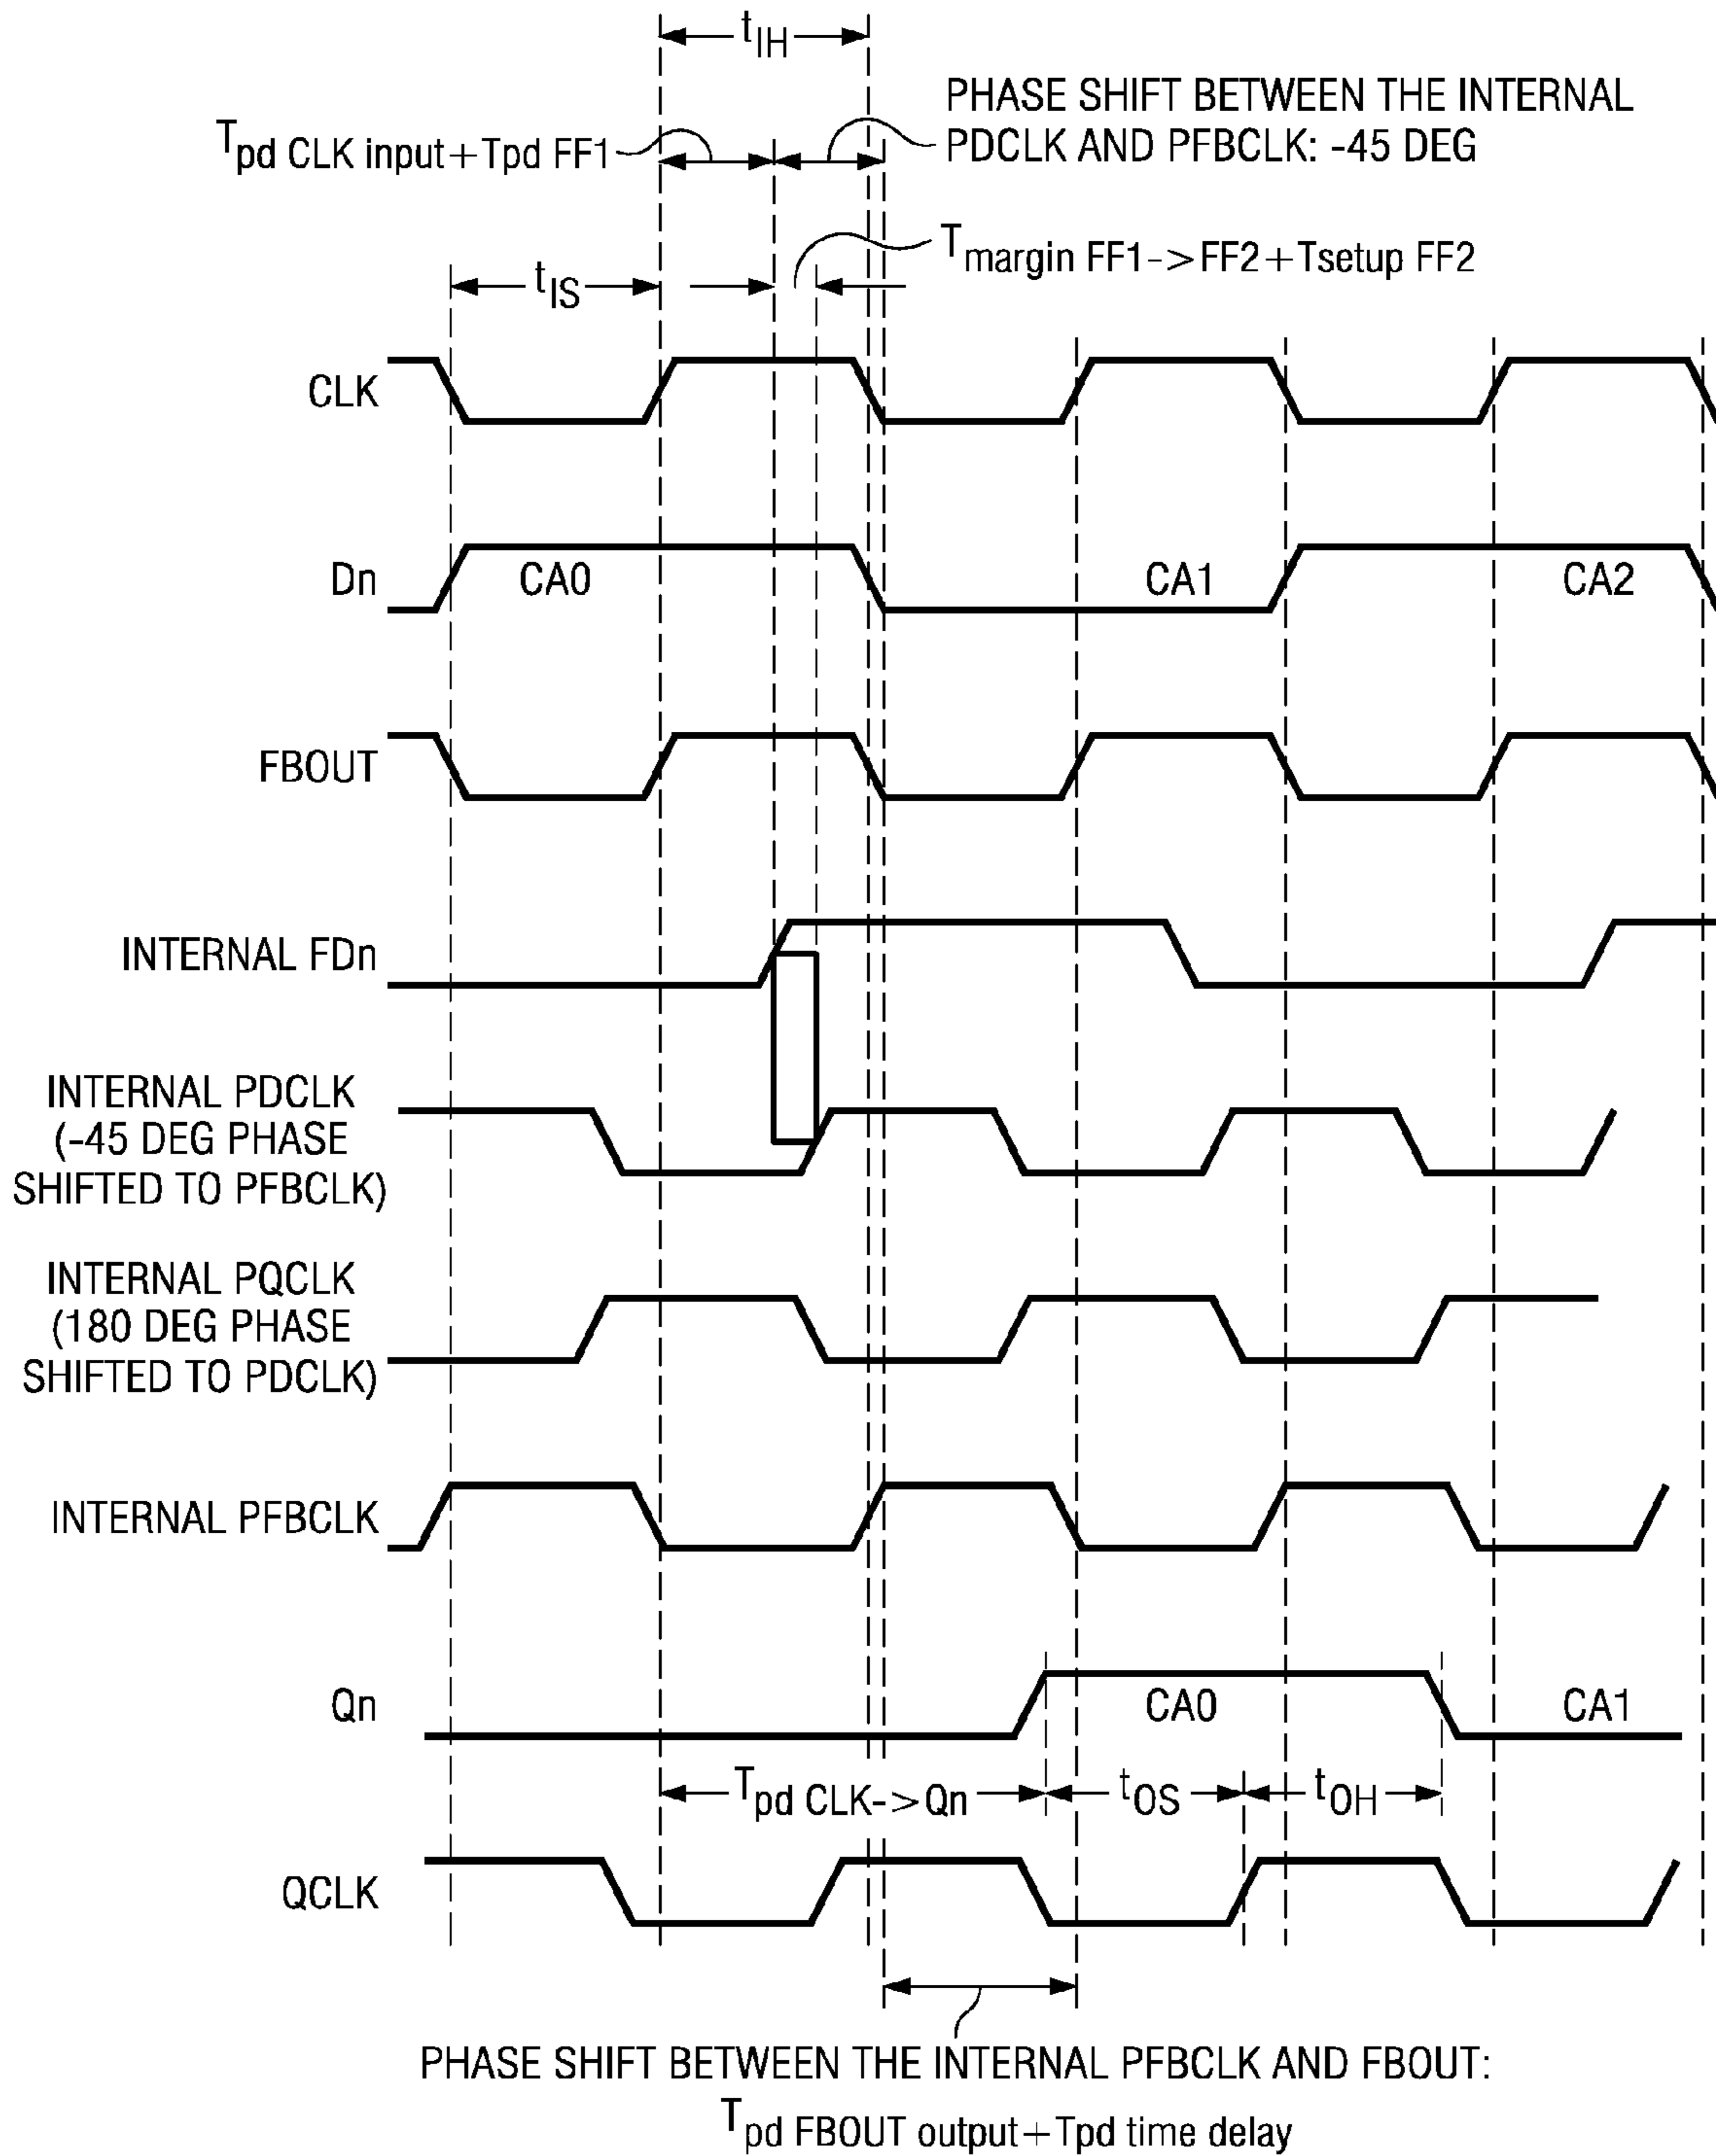 tIH
PHASE SHIFT BETWEEN THE INTERNAL
PDCLK AND PFBCLK: -45 DEG
Tpd CLK input+Tpd FF1
Tmargin FF1->FF2+Tsetup FF2
tIS
CLK
Dn
CA0
CA1
CA2
FBOUT
INTERNAL FDn
INTERNAL PDCLK
(-45 DEG PHASE
SHIFTED TO PFBCLK)
INTERNAL PQCLK
(180 DEG PHASE
SHIFTED TO PDCLK)
INTERNAL PFBCLK
Qn
CA0
CA1
Tpd CLK->Qn
tOS
tOH
QCLK
PHASE SHIFT BETWEEN THE INTERNAL PFBCLK AND FBOUT:
Tpd FBOUT output+Tpd time delay